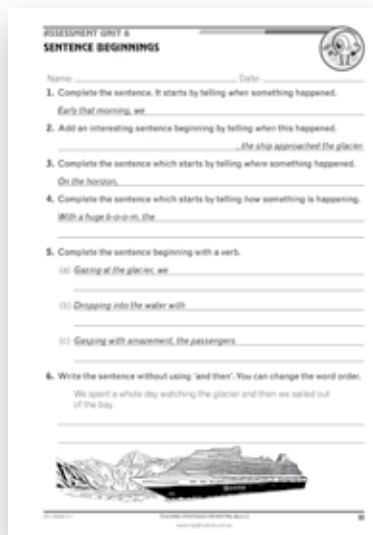 ASSESSMENT UNIT 6
SENTENCE BEGINNINGS
Name: Date:
1. Complete the sentence. It starts by telling when something happened.
Early that morning, we
2. Add an interesting sentence beginning by telling when this happened.
, the ship approached the glacier.
3. Complete the sentence which starts by telling where something happened.
On the horizon,
4. Complete the sentence which starts by telling how something is happening.
With a huge b-o-o-m, the
5. Complete the sentence beginning with a verb.
(a) Gazing at the glacier, we
(b) Dropping into the water with
(c) Gasping with amazement, the passengers
6. Write the sentence without using 'and then'. You can change the word order.
We spent a whole day watching the glacier and then we sailed out
of the bay.